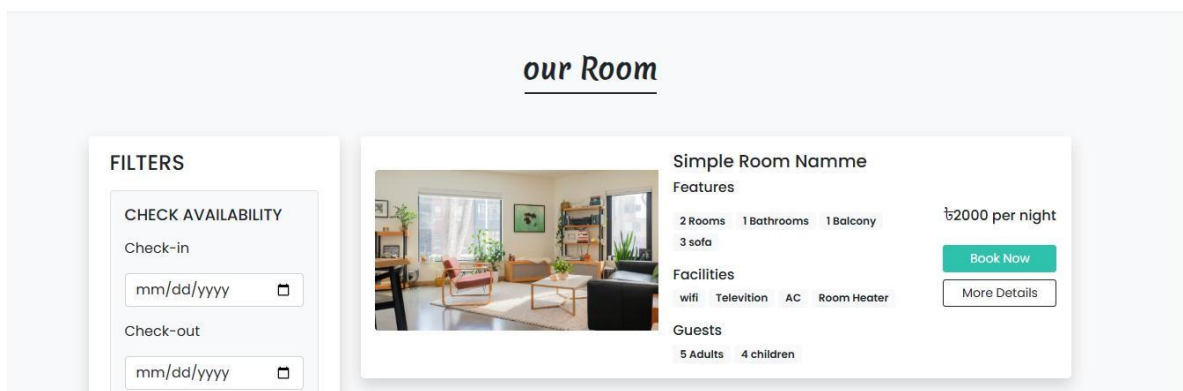 our Room
FILTERS
CHECK AVAILABILITY
Check-in
mm/dd/yyyy
Check-out
mm/dd/yyyy
Simple Room Namme
Features
2 Rooms 1 Bathrooms 1 Balcony
3 sofa
Facilities
wifi Televition AC Room Heater
Guests
5 Adults 4 children
৳2000 per night
Book Now
More Details